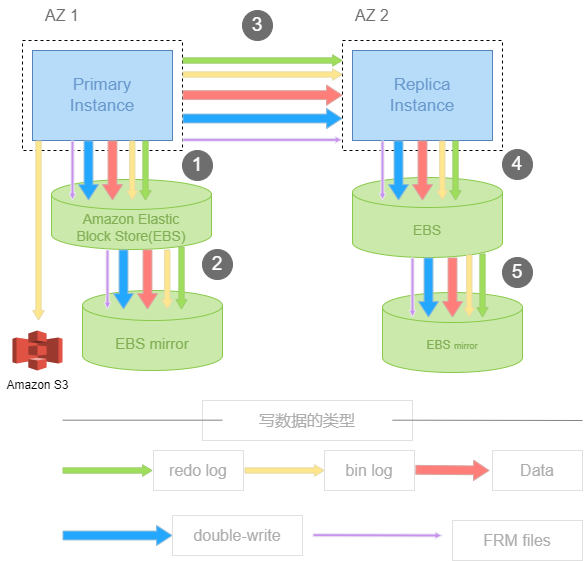 AZ 1
3
AZ 2
Primary
Instance
Replica
Instance
1
4
Amazon Elastic
Block Store(EBS)
EBS
2
5
EBS mirror
EBS mirror
Amazon S3
写数据的类型
redo log
bin log
Data
double-write
FRM files